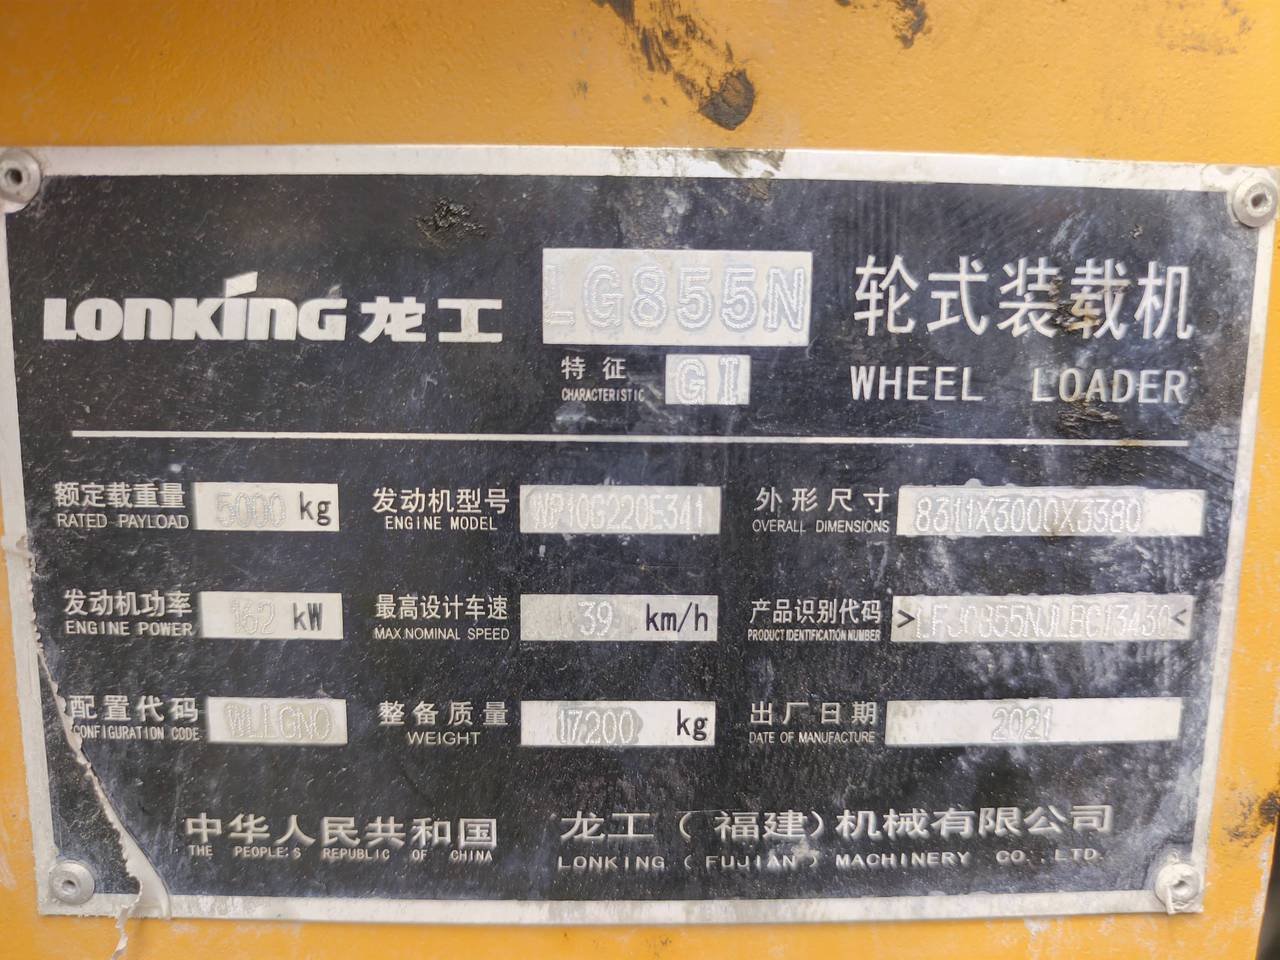 LONKING 龙工 LG855N 轮式装载机
特征 CHARACTERISTIC GI WHEEL LOADER
额定载重量 5000 kg 发动机型号 WP10G220E341 外形尺寸 8311X3000X3380
RATED PAYLOAD ENGINE MODEL OVERALL DIMENSIONS
发动机功率 162 kW 最高设计车速 39 km/h 产品识别代码
ENGINE POWER MAX NOMINAL SPEED PRODUCT IDENTIFICATION NUMBER
配置代码 WLLGNO 整备质量 17200 kg 出厂日期 2021
CONFIGURATION CODE WEIGHT DATE OF MANUFACTURE
中华人民共和国 龙工(福建)机械有限公司
THE PEOPLE'S REPUBLIC OF CHINA LONKING (FUJIAN) MACHINERY CO., LTD.